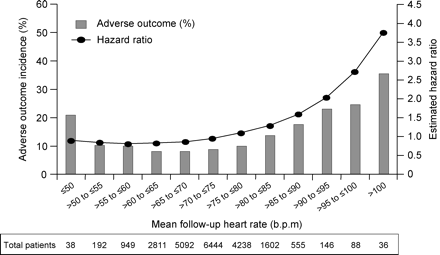 60
50
40
30
20
10
0
Adverse outcome incidence (%)
Adverse outcome (%)
Hazard ratio
4.5
4.0
3.5
3.0
2.5
2.0
1.5
1.0
0.5
0
Estimated hazard ratio
≤50
>50 to ≤55
>55 to ≤60
>60 to ≤65
>65 to ≤70
>70 to ≤75
>75 to ≤80
>80 to ≤85
>85 to ≤90
>90 to ≤95
>95 to ≤100
>100
Mean follow-up heart rate (b.p.m)
Total patients 38 192 949 2811 5092 6444 4238 1602 555 146 88 36